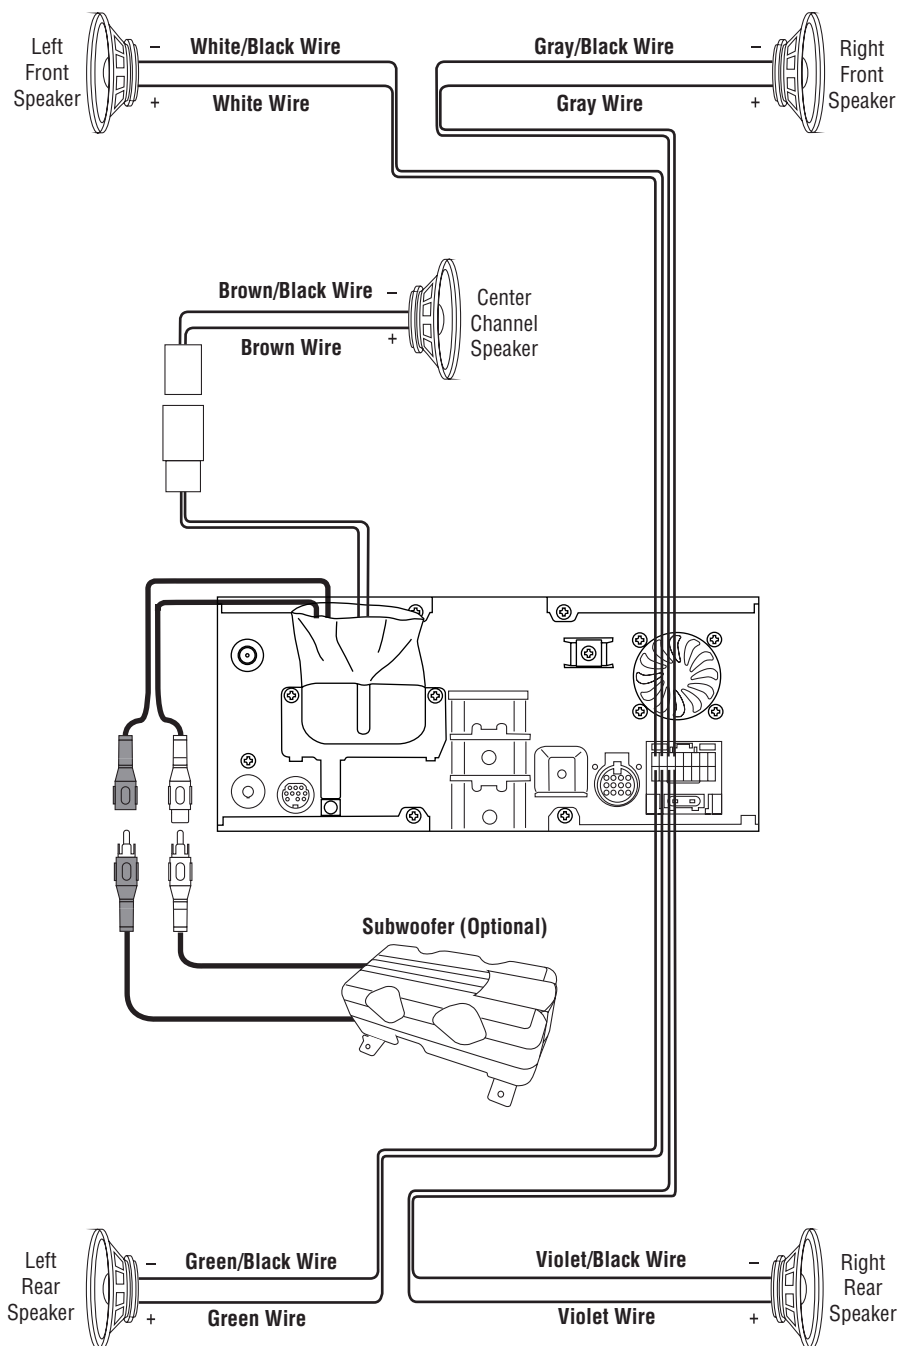 Left
Front
Speaker
–
White/Black Wire
+
White Wire
Gray/Black Wire
–
Gray Wire
+
Right
Front
Speaker
Brown/Black Wire –
Brown Wire +
Center
Channel
Speaker
Subwoofer (Optional)
Left
Rear
Speaker
–
Green/Black Wire
+
Green Wire
Violet/Black Wire
–
Violet Wire
+
Right
Rear
Speaker